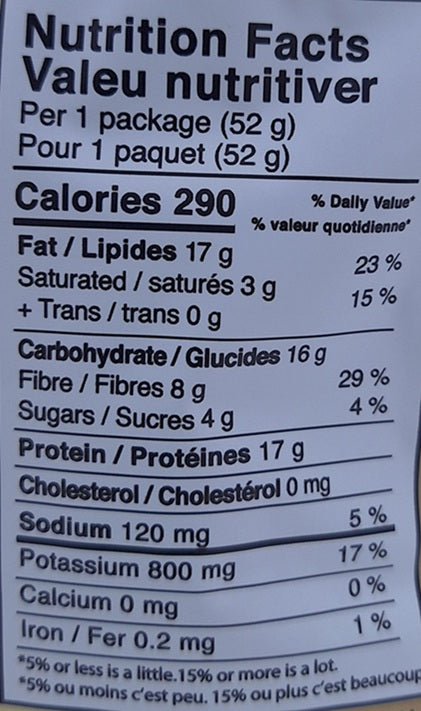 Nutrition Facts
Valeu nutritiver
Per 1 package (52 g)
Pour 1 paquet (52 g)
Calories 290
% Daily Value*
% valeur quotidienne*
Fat / Lipides 17 g 23 %
Saturated / saturés 3 g 15 %
+ Trans / trans 0 g
Carbohydrate / Glucides 16 g
Fibre / Fibres 8 g 29 %
Sugars / Sucres 4 g 4 %
Protein / Protéines 17 g
Cholesterol / Cholestérol 0 mg
Sodium 120 mg 5 %
Potassium 800 mg 17 %
Calcium 0 mg 0 %
Iron / Fer 0.2 mg 1 %
*5% or less is a little.15% or more is a lot.
*5% ou moins c'est peu. 15% ou plus c'est beaucoup